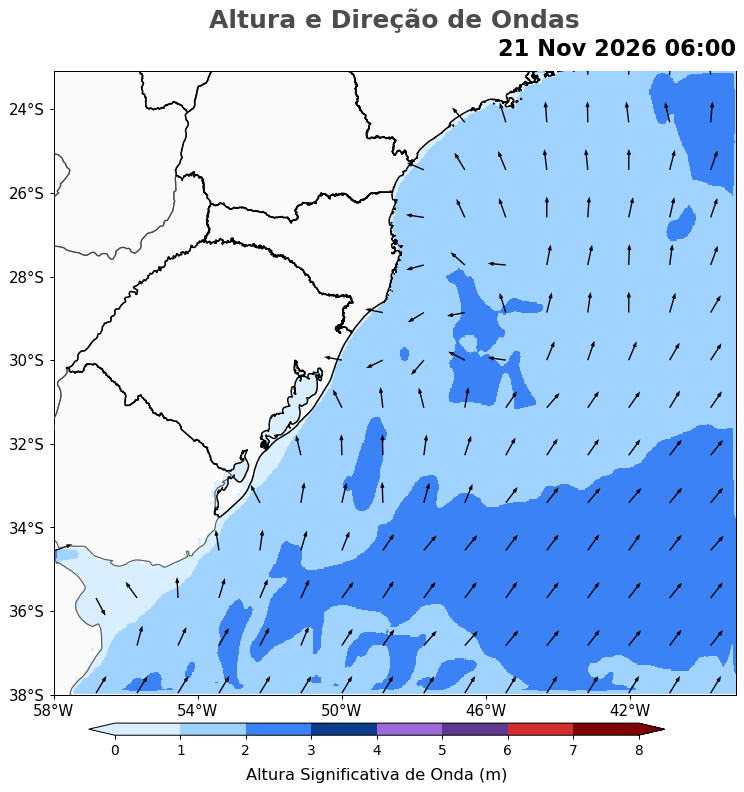 Altura e Direção de Ondas
21 Nov 2026 06:00
24°S
26°S
28°S
30°S
32°S
34°S
36°S
38°S
58°W 54°W 50°W 46°W 42°W
0 1 2 3 4 5 6 7 8
Altura Significativa de Onda (m)